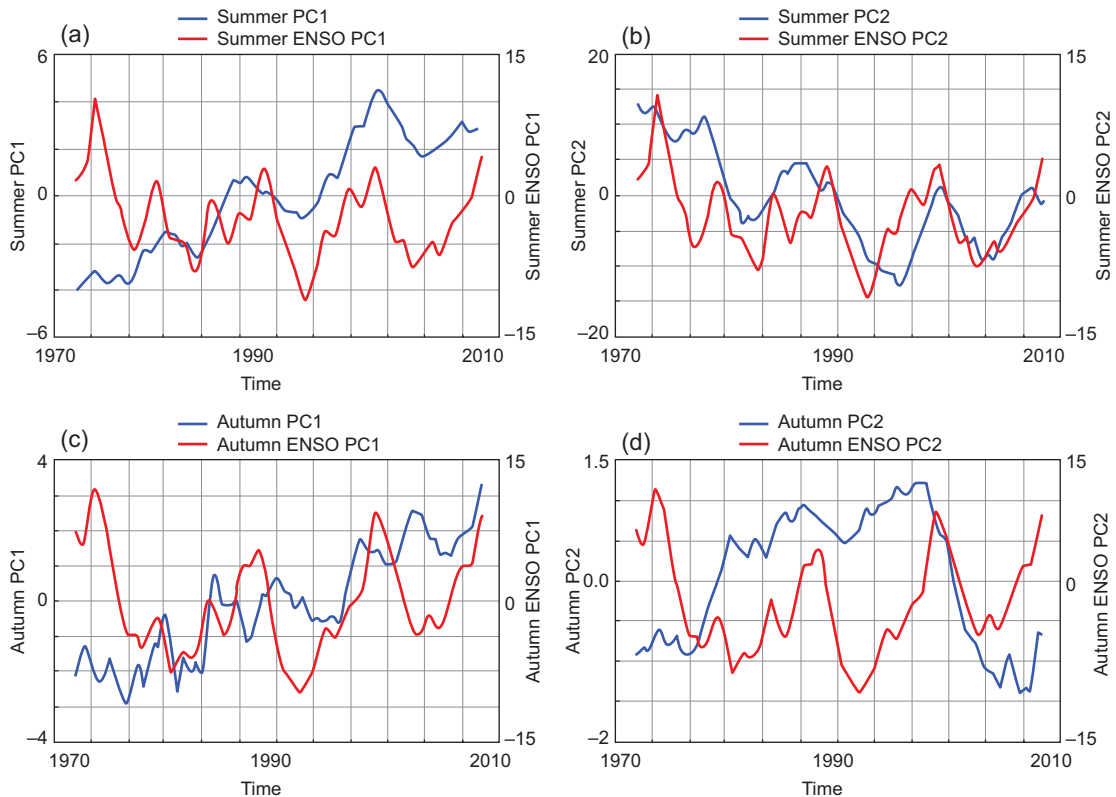 Summer PC1
Summer ENSO PC1
(a)
6
0
–6
15
0
–15
Summer PC1
Summer ENSO PC1
1970
1990
2010
Time
Summer PC2
Summer ENSO PC2
(b)
20
10
0
–10
–20
15
0
–15
Summer PC2
Summer ENSO PC2
1970
1990
2010
Time
Autumn PC1
Autumn ENSO PC1
(c)
4
2
0
–2
–4
15
0
–15
Autumn PC1
Autumn ENSO PC1
1970
1990
2010
Time
Autumn PC2
Autumn ENSO PC2
(d)
1.5
0.0
–2
15
0
–15
Autumn PC2
Autumn ENSO PC2
1970
1990
2010
Time